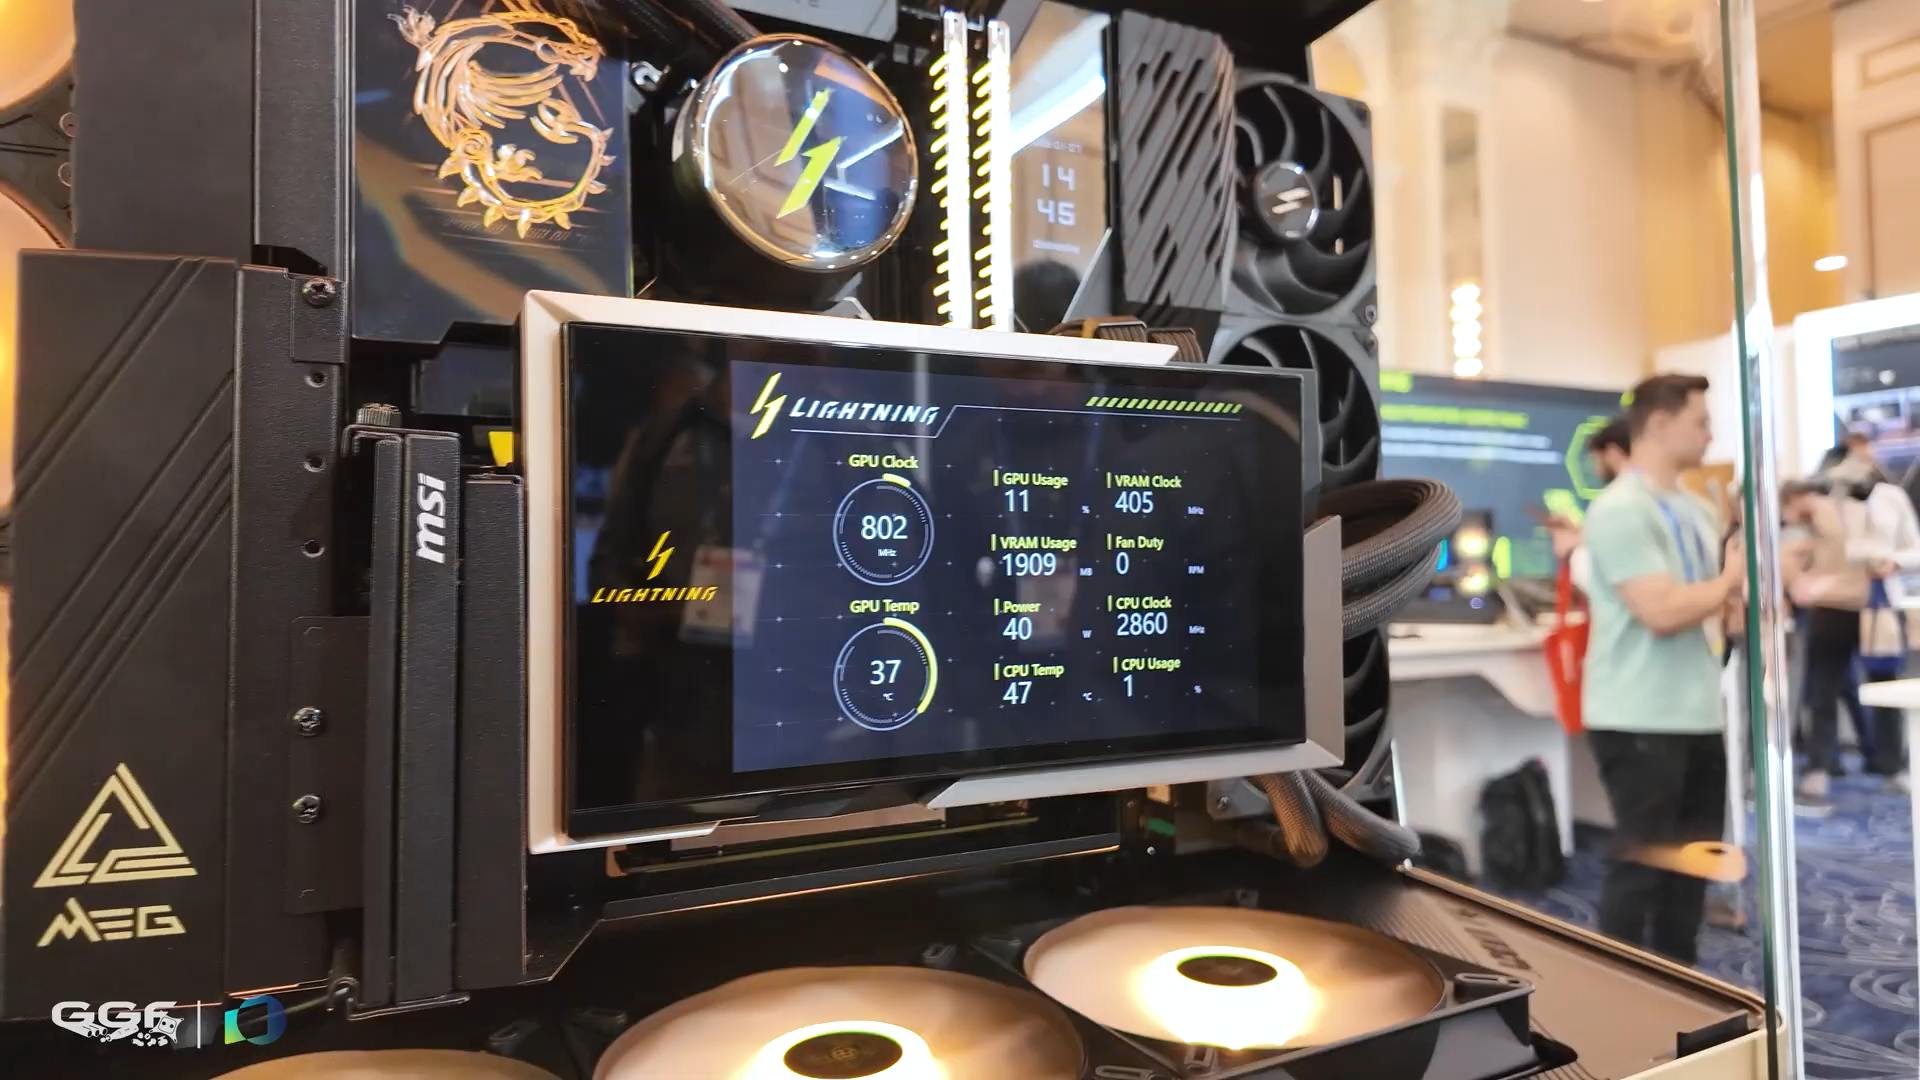 14
45
LIGHTNING
GPU Clock
802
MHz
GPU Temp
37
°C
GPU Usage
11 %
VRAM Clock
405 MHz
VRAM Usage
1909 MB
Fan Duty
0 RPM
Power
40 W
CPU Clock
2860 MHz
CPU Temp
47 °C
CPU Usage
1 %
LIGHTNING
msi
MEG
GGF